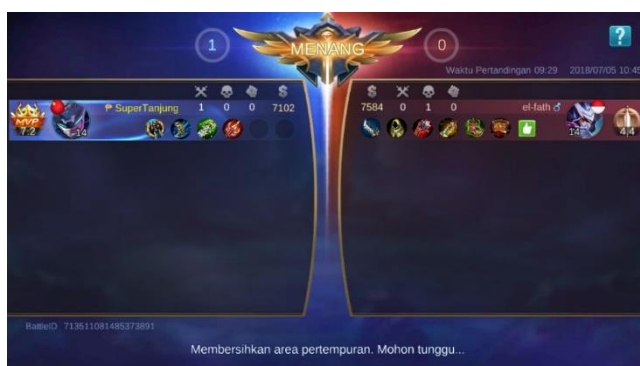 1 MENANG 0
Waktu Pertandingan 09:29 2018/07/05 10:45
MVP 7.2 14 SuperTanjung 1 0 0 7102
7584 0 1 0 el-fath ♂ 14 4.4
BattleID 713511081485373891
Membersihkan area pertempuran. Mohon tunggu...